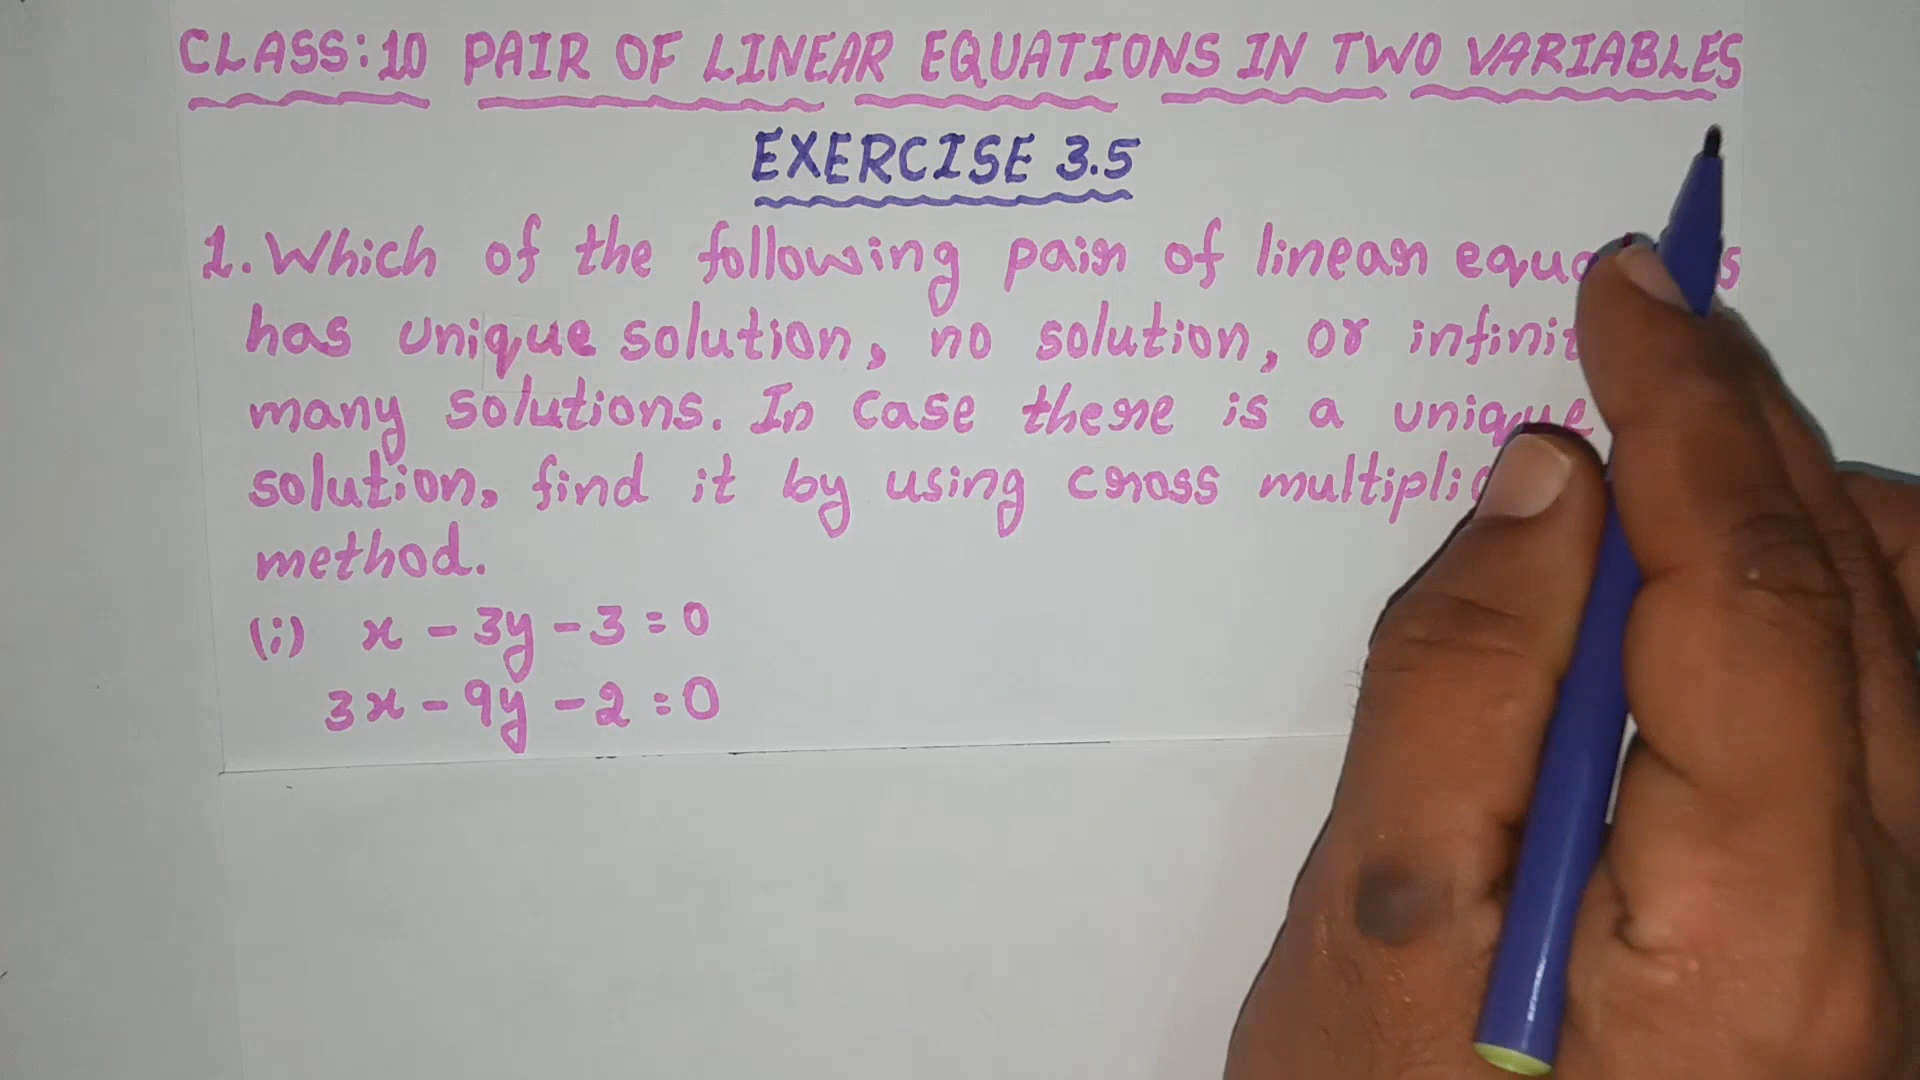 CLASS:10 PAIR OF LINEAR EQUATIONS IN TWO VARIABLES
EXERCISE 3.5
1. Which of the following pair of linear
has unique solution, no solution, or
many solutions. In case there is a unique
solution, find it by using cross
method.
(i) x - 3y - 3 = 0
3x - 9y - 2 = 0